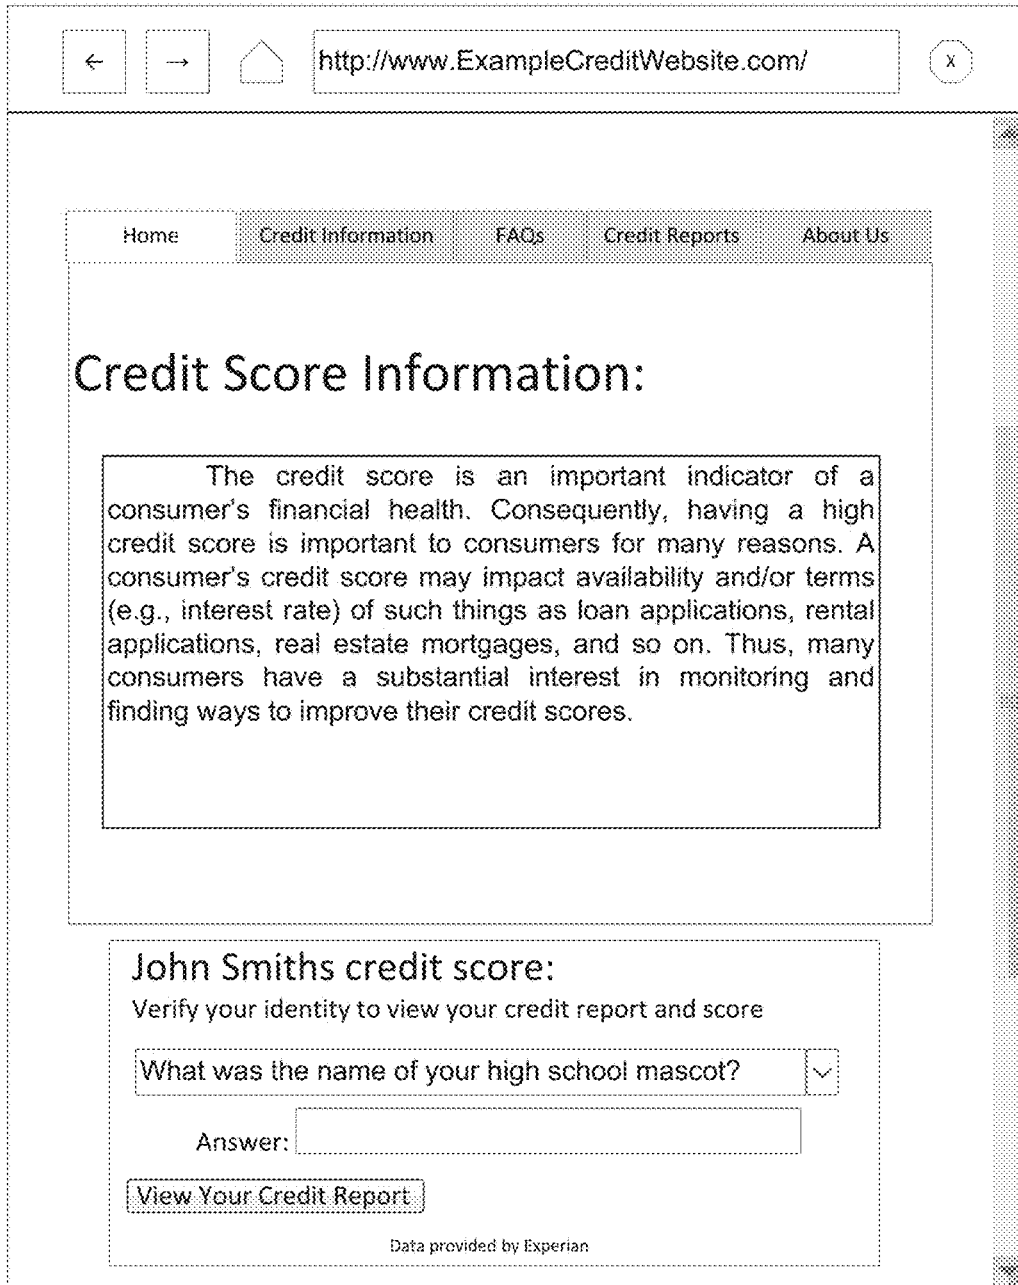 ← → http://www.ExampleCreditWebsite.com/ X
Home Credit Information FAQs Credit Reports About Us
Credit Score Information:
The credit score is an important indicator of a
consumer's financial health. Consequently, having a high
credit score is important to consumers for many reasons. A
consumer's credit score may impact availability and/or terms
(e.g., interest rate) of such things as loan applications, rental
applications, real estate mortgages, and so on. Thus, many
consumers have a substantial interest in monitoring and
finding ways to improve their credit scores.
John Smiths credit score:
Verify your identity to view your credit report and score
What was the name of your high school mascot?
Answer:
View Your Credit Report
Data provided by Experian